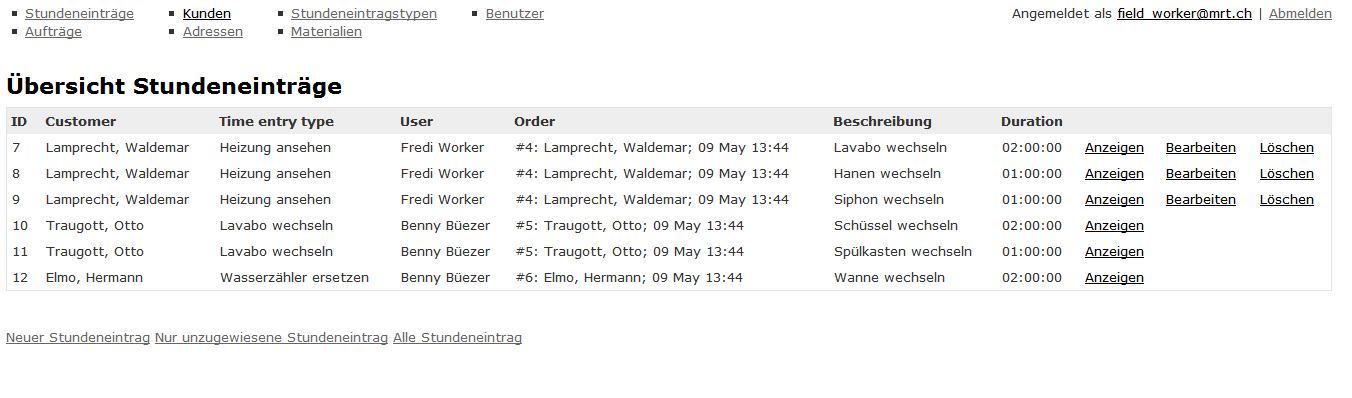 Stundeneinträge Kunden Stundeneintragstypen Benutzer Angemeldet als field_worker@mrt.ch | Abmelden
Aufträge Adressen Materialien
Übersicht Stundeneinträge
ID Customer Time entry type User Order Beschreibung Duration
7 Lamprecht, Waldemar Heizung ansehen Fredi Worker #4: Lamprecht, Waldemar; 09 May 13:44 Lavabo wechseln 02:00:00 Anzeigen Bearbeiten Löschen
8 Lamprecht, Waldemar Heizung ansehen Fredi Worker #4: Lamprecht, Waldemar; 09 May 13:44 Hanen wechseln 01:00:00 Anzeigen Bearbeiten Löschen
9 Lamprecht, Waldemar Heizung ansehen Fredi Worker #4: Lamprecht, Waldemar; 09 May 13:44 Siphon wechseln 01:00:00 Anzeigen Bearbeiten Löschen
10 Traugott, Otto Lavabo wechseln Benny Büezer #5: Traugott, Otto; 09 May 13:44 Schüssel wechseln 02:00:00 Anzeigen
11 Traugott, Otto Lavabo wechseln Benny Büezer #5: Traugott, Otto; 09 May 13:44 Spülkasten wechseln 01:00:00 Anzeigen
12 Elmo, Hermann Wasserzähler ersetzen Benny Büezer #6: Elmo, Hermann; 09 May 13:44 Wanne wechseln 02:00:00 Anzeigen
Neuer Stundeneintrag Nur unzugewiesene Stundeneintrag Alle Stundeneintrag